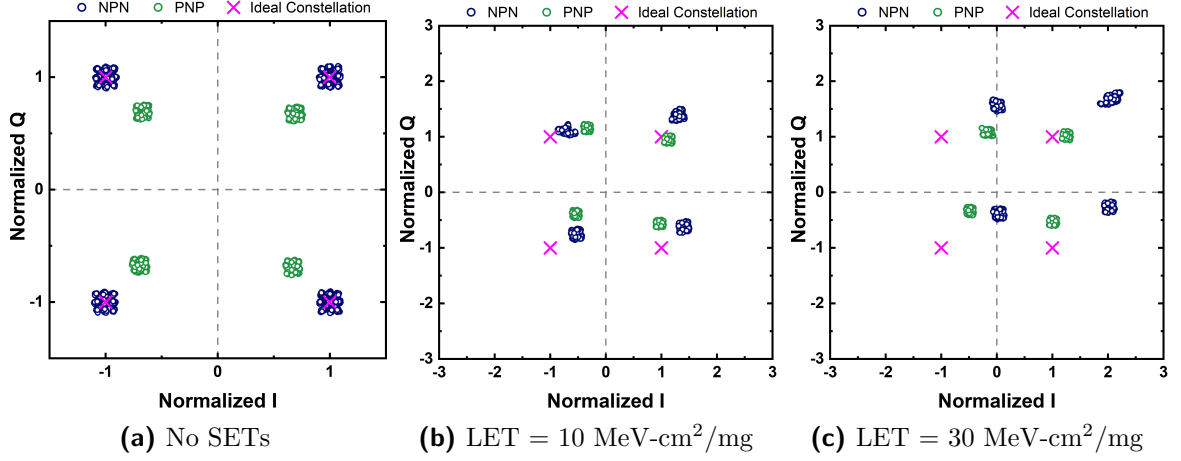 NPN PNP Ideal Constellation
Normalized Q
1
0
-1
-1 0 1
Normalized I
(a) No SETs
NPN PNP Ideal Constellation
Normalized Q
3
2
1
0
-1
-2
-3
-3 -2 -1 0 1 2 3
Normalized I
(b) LET = 10 MeV-cm²/mg
NPN PNP Ideal Constellation
Normalized Q
3
2
1
0
-1
-2
-3
-3 -2 -1 0 1 2 3
Normalized I
(c) LET = 30 MeV-cm²/mg